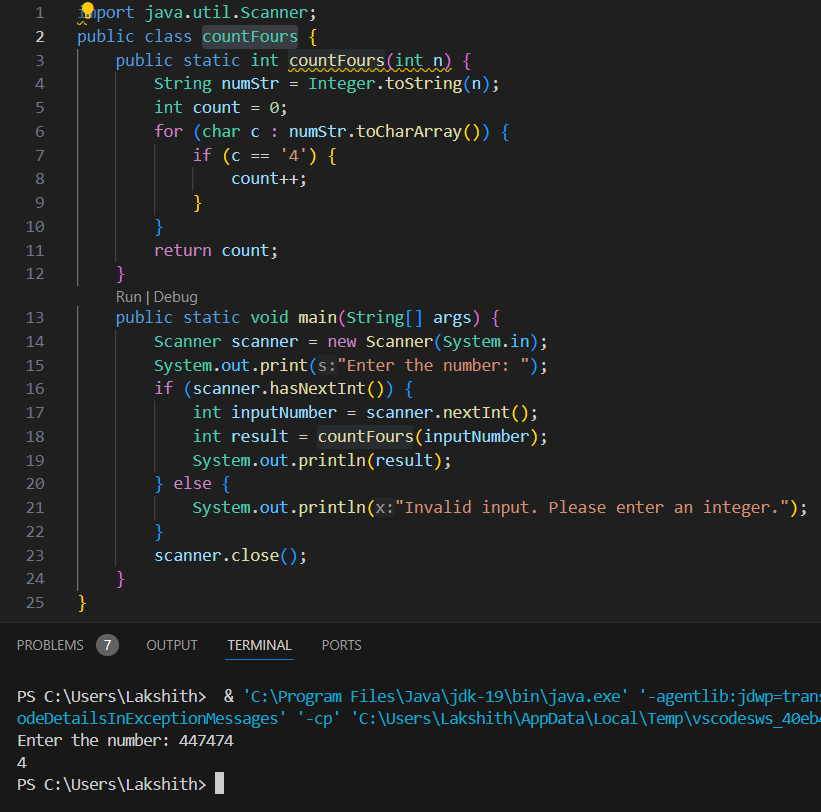 1 import java.util.Scanner;
2 public class countFours {
3 public static int countFours(int n) {
4 String numStr = Integer.toString(n);
5 int count = 0;
6 for (char c : numStr.toCharArray()) {
7 if (c == '4') {
8 count++;
9 }
10 }
11 return count;
12 }
Run | Debug
13 public static void main(String[] args) {
14 Scanner scanner = new Scanner(System.in);
15 System.out.print(s:"Enter the number: ");
16 if (scanner.hasNextInt()) {
17 int inputNumber = scanner.nextInt();
18 int result = countFours(inputNumber);
19 System.out.println(result);
20 } else {
21 System.out.println(x:"Invalid input. Please enter an integer.");
22 }
23 scanner.close();
24 }
25 }
PROBLEMS 7 OUTPUT TERMINAL PORTS
PS C:\Users\Lakshith>  & 'C:\Program Files\Java\jdk-19\bin\java.exe' '-agentlib:jdwp=trans
odeDetailsInExceptionMessages' '-cp' 'C:\Users\Lakshith\AppData\Local\Temp\vscodesws_40eb4
Enter the number: 447474
4
PS C:\Users\Lakshith>